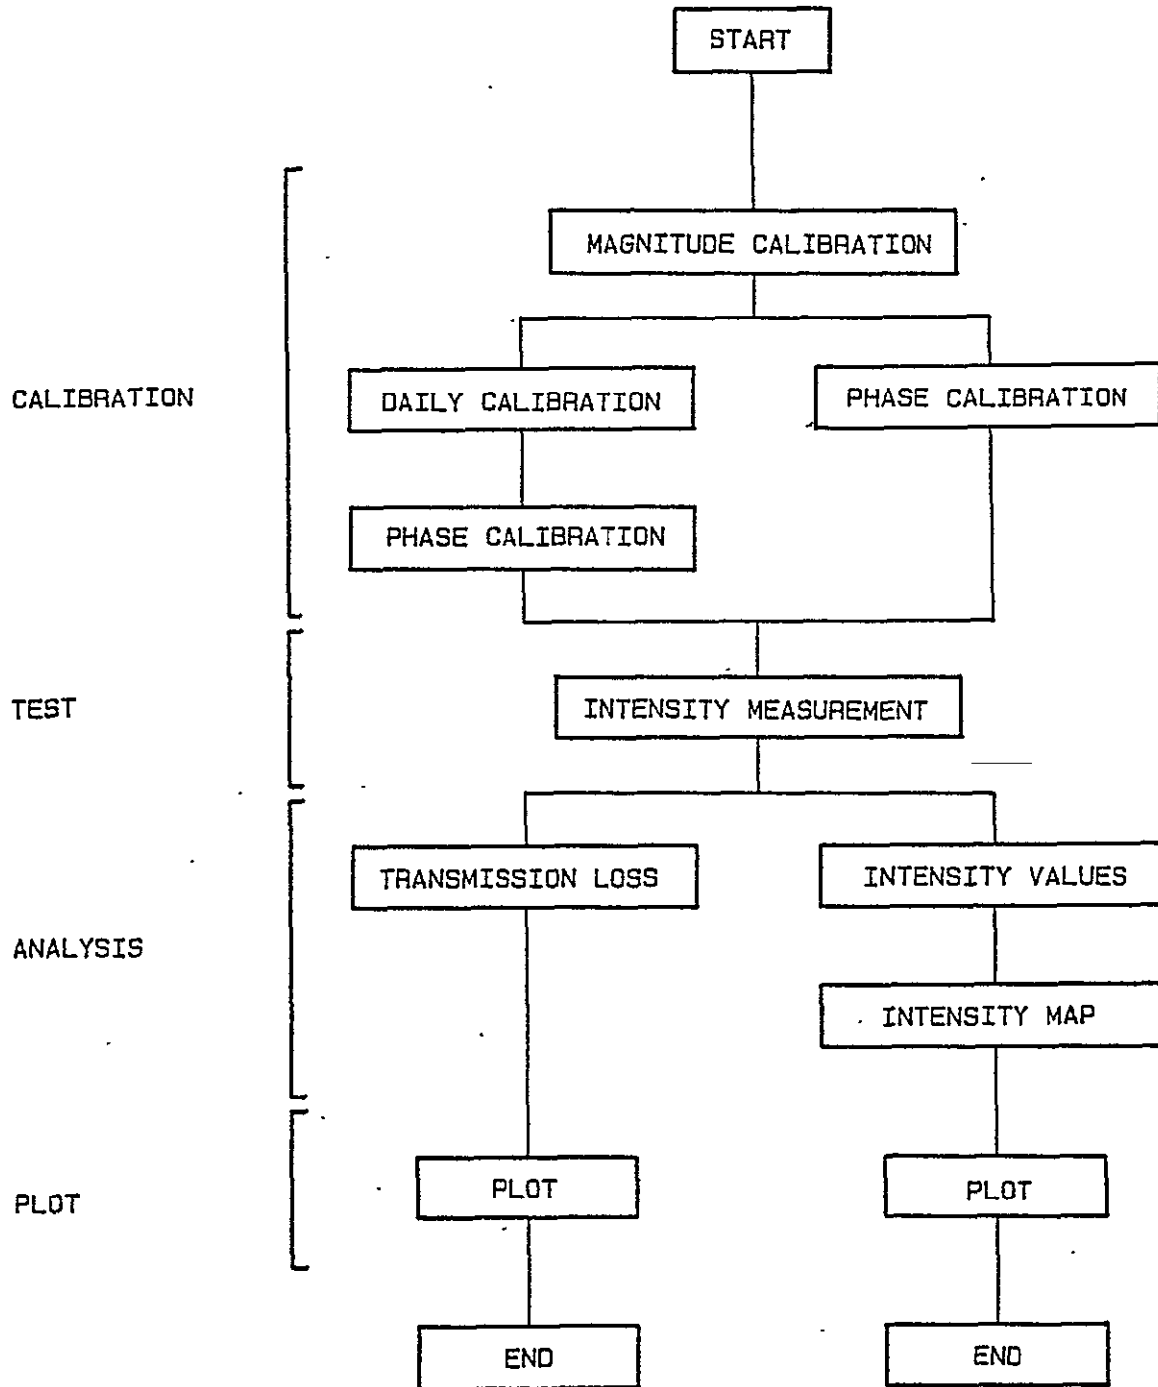 START
MAGNITUDE CALIBRATION
CALIBRATION
DAILY CALIBRATION
PHASE CALIBRATION
PHASE CALIBRATION
TEST
INTENSITY MEASUREMENT
TRANSMISSION LOSS
INTENSITY VALUES
ANALYSIS
INTENSITY MAP
PLOT
PLOT
PLOT
END
END